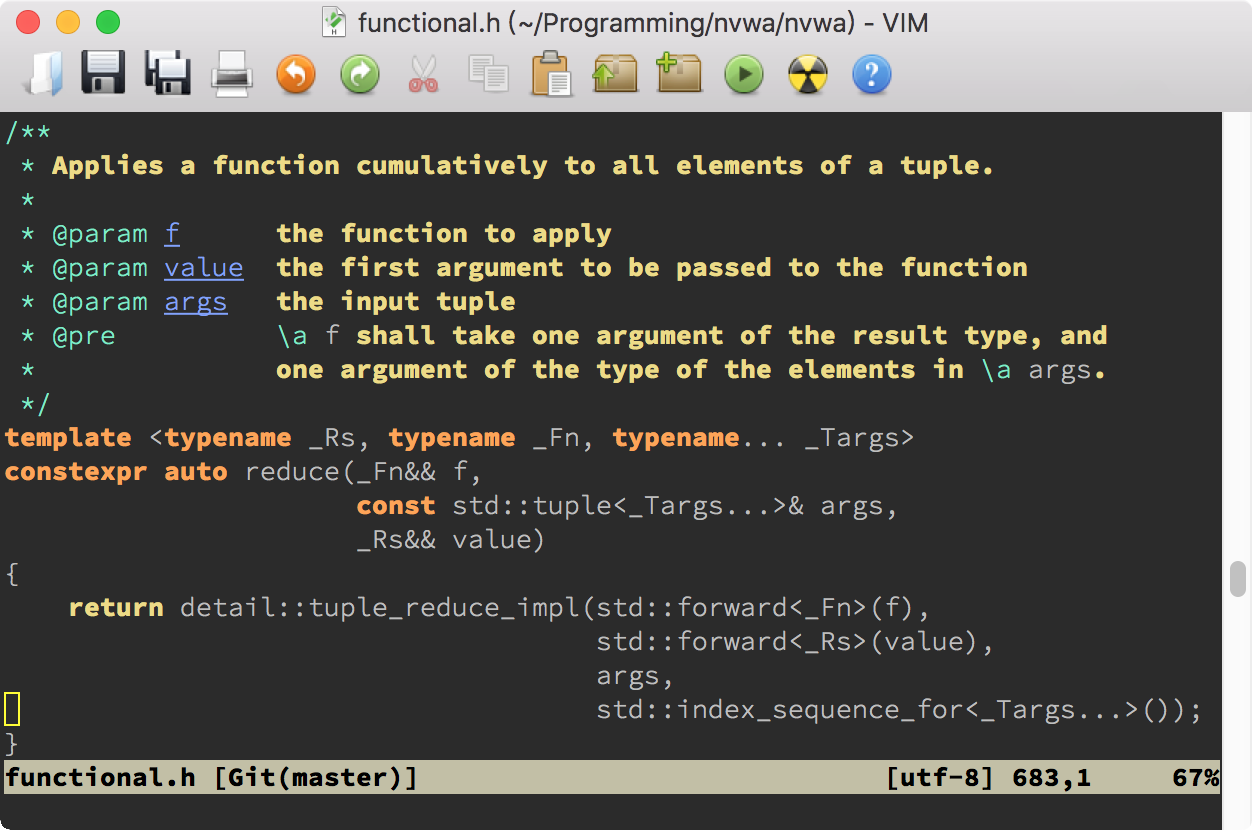 functional.h (~/Programming/nvwa/nvwa) - VIM
/**
 * Applies a function cumulatively to all elements of a tuple.
 *
 * @param f      the function to apply
 * @param value  the first argument to be passed to the function
 * @param args   the input tuple
 * @pre          \a f shall take one argument of the result type, and
 *               one argument of the type of the elements in \a args.
 */
template <typename _Rs, typename _Fn, typename... _Targs>
constexpr auto reduce(_Fn&& f,
                      const std::tuple<_Targs...>& args,
                      _Rs&& value)
{
    return detail::tuple_reduce_impl(std::forward<_Fn>(f),
                                     std::forward<_Rs>(value),
                                     args,
                                     std::index_sequence_for<_Targs...>());
}
functional.h [Git(master)] [utf-8] 683,1 67%